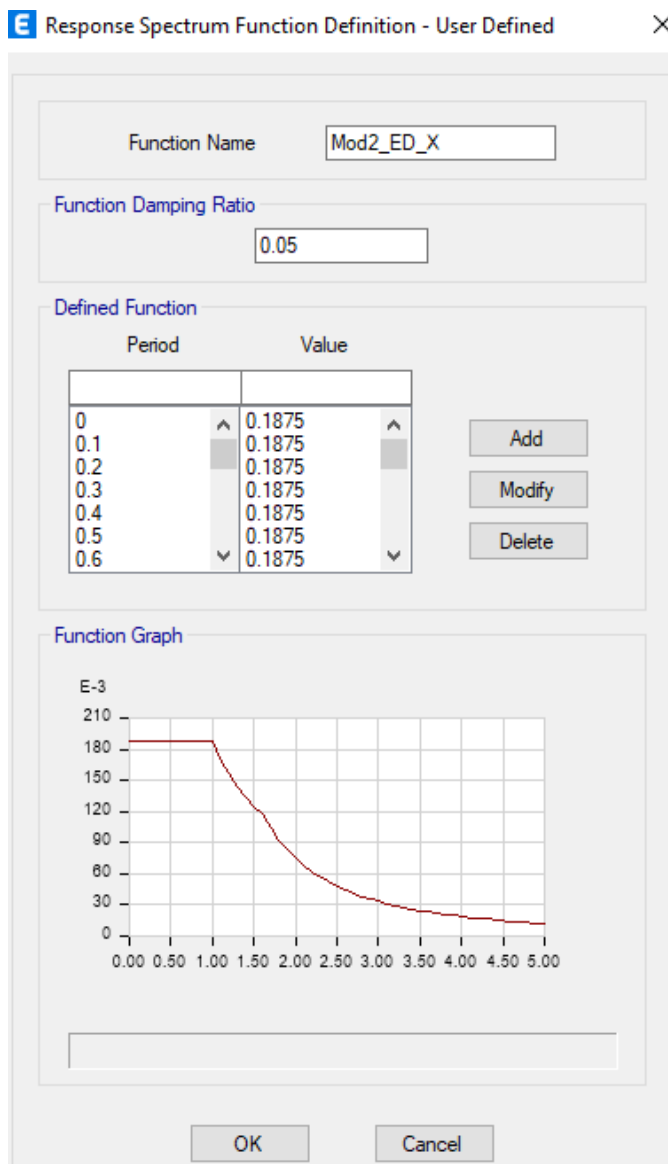 E Response Spectrum Function Definition - User Defined
Function Name Mod2_ED_X
Function Damping Ratio
0.05
Defined Function
Period Value
0 0.1875
0.1 0.1875
0.2 0.1875
0.3 0.1875
0.4 0.1875
0.5 0.1875
0.6 0.1875
Add
Modify
Delete
Function Graph
E-3
210
180
150
120
90
60
30
0
0.00 0.50 1.00 1.50 2.00 2.50 3.00 3.50 4.00 4.50 5.00
OK Cancel